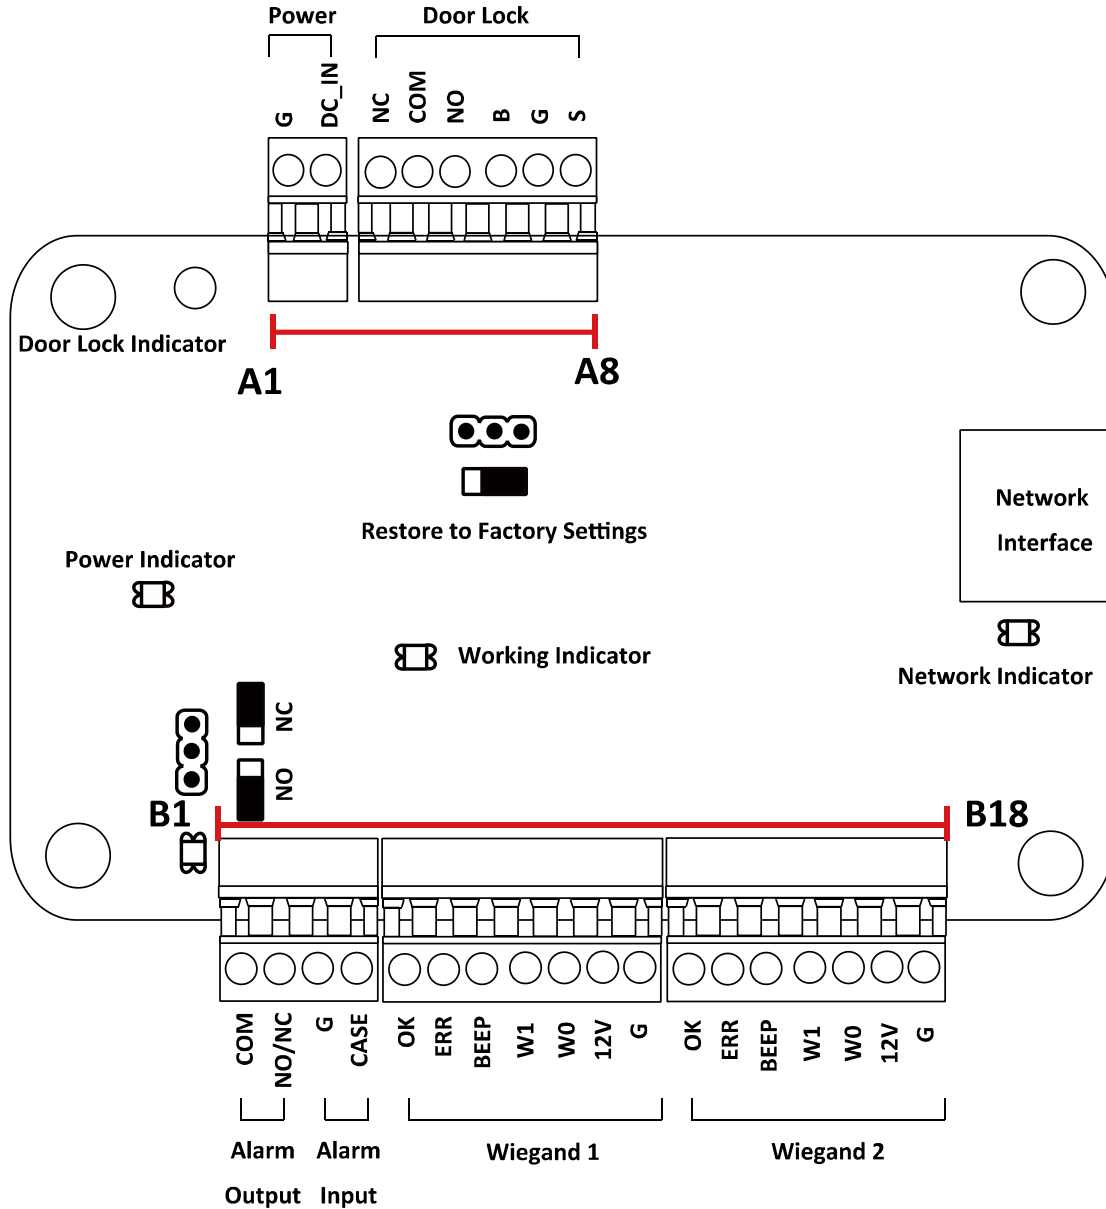 Power
Door Lock
G
DC_IN
NC
COM
NO
B
G
S
Door Lock Indicator
A1
A8
Restore to Factory Settings
Network
Interface
Power Indicator
Working Indicator
Network Indicator
NC
NO
B1
B18
COM
NO/NC
G
CASE
OK
ERR
BEEP
W1
W0
12V
G
OK
ERR
BEEP
W1
W0
12V
G
Alarm
Output
Alarm
Input
Wiegand 1
Wiegand 2